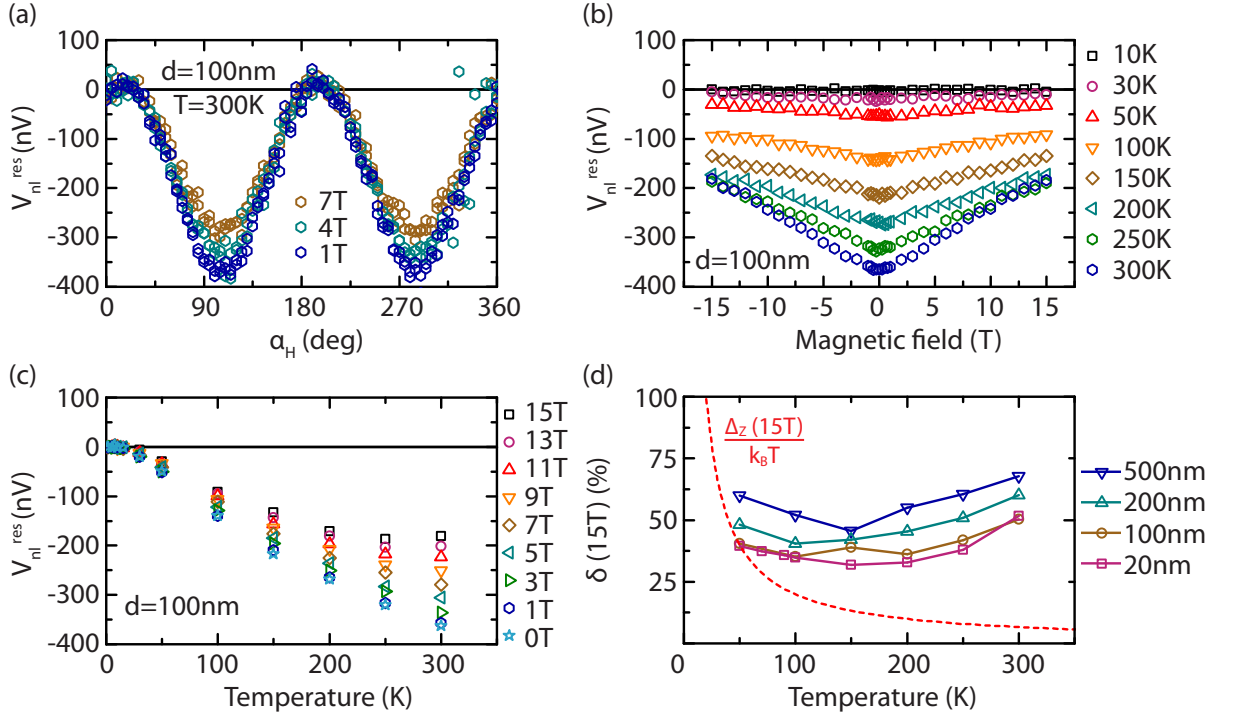 (a)
100
0
-100
-200
-300
-400
V_nl^res (nV)
d=100nm
T=300K
7T
4T
1T
0 90 180 270 360
α_H (deg)
(b)
100
0
-100
-200
-300
-400
V_nl^res (nV)
d=100nm
-15 -10 -5 0 5 10 15
Magnetic field (T)
10K
30K
50K
100K
150K
200K
250K
300K
(c)
100
0
-100
-200
-300
-400
V_nl^res (nV)
d=100nm
0 100 200 300
Temperature (K)
15T
13T
11T
9T
7T
5T
3T
1T
0T
(d)
100
75
50
25
δ (15T) (%)
Δ_Z (15T)
k_BT
0 100 200 300
Temperature (K)
500nm
200nm
100nm
20nm